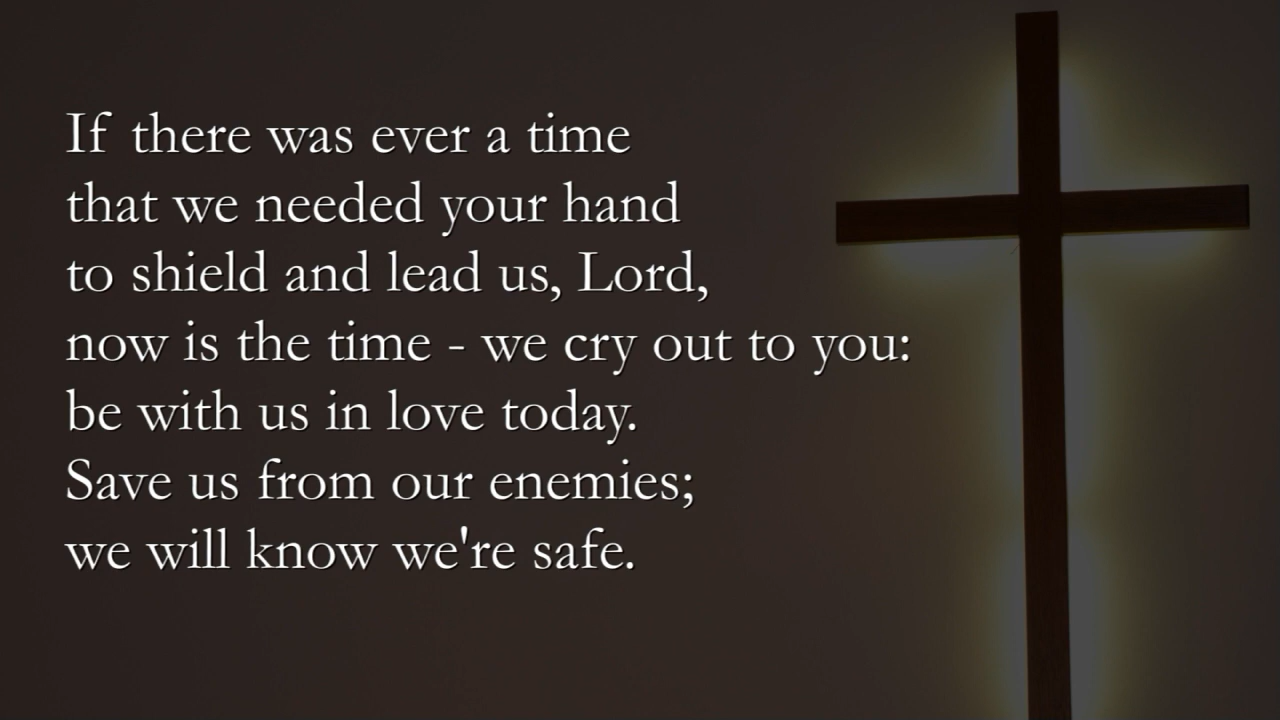 If there was ever a time
that we needed your hand
to shield and lead us, Lord,
now is the time - we cry out to you:
be with us in love today.
Save us from our enemies;
we will know we're safe.